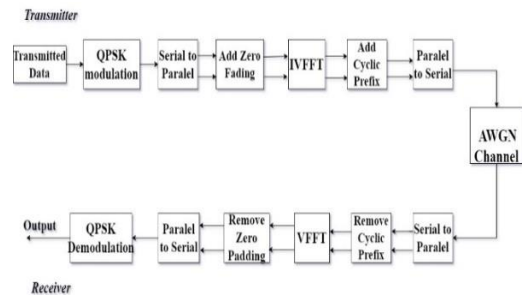 Transmitter
Transmitted
Data
QPSK
modulation
Serial to
Paralel
Add Zero
Fading
IVFFT
Add
Cyclic
Prefix
Paralel
to Serial
AWGN
Channel
Output
QPSK
Demodulation
Paralel
to Serial
Remove
Zero
Padding
VFFT
Remove
Cyclic
Prefix
Serial to
Paralel
Receiver